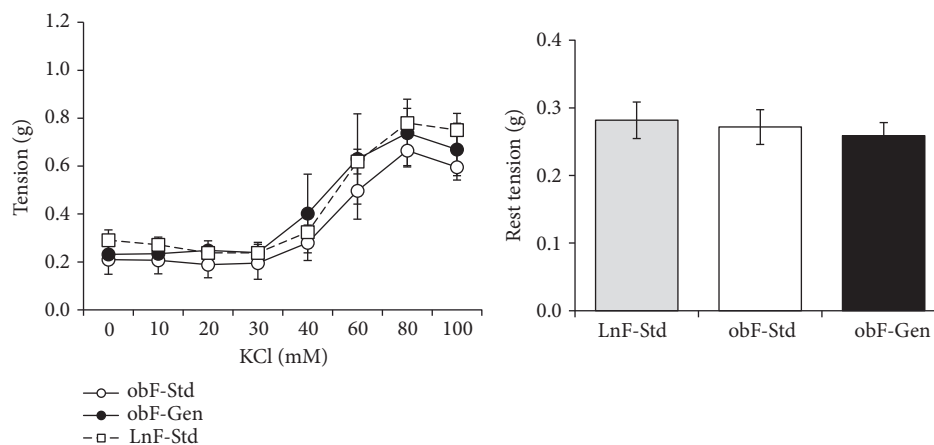 1.2
1.0
0.8
0.6
0.4
0.2
0.0
Tension (g)
0 10 20 30 40 60 80 100
KCl (mM)
obF-Std
obF-Gen
LnF-Std
0.4
0.3
0.2
0.1
0.0
Rest tension (g)
LnF-Std obF-Std obF-Gen